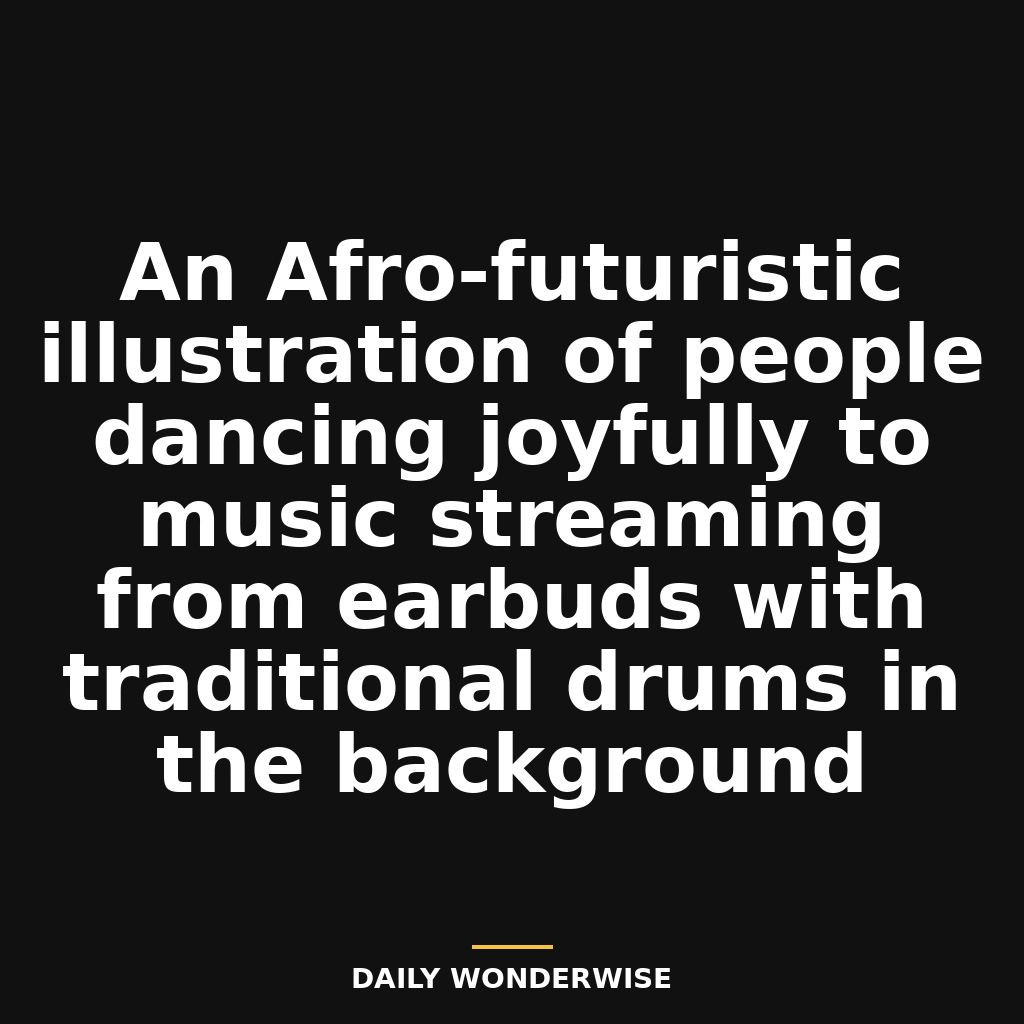 An Afro-futuristic
illustration of people
dancing joyfully to
music streaming
from earbuds with
traditional drums in
the background
DAILY WONDERWISE